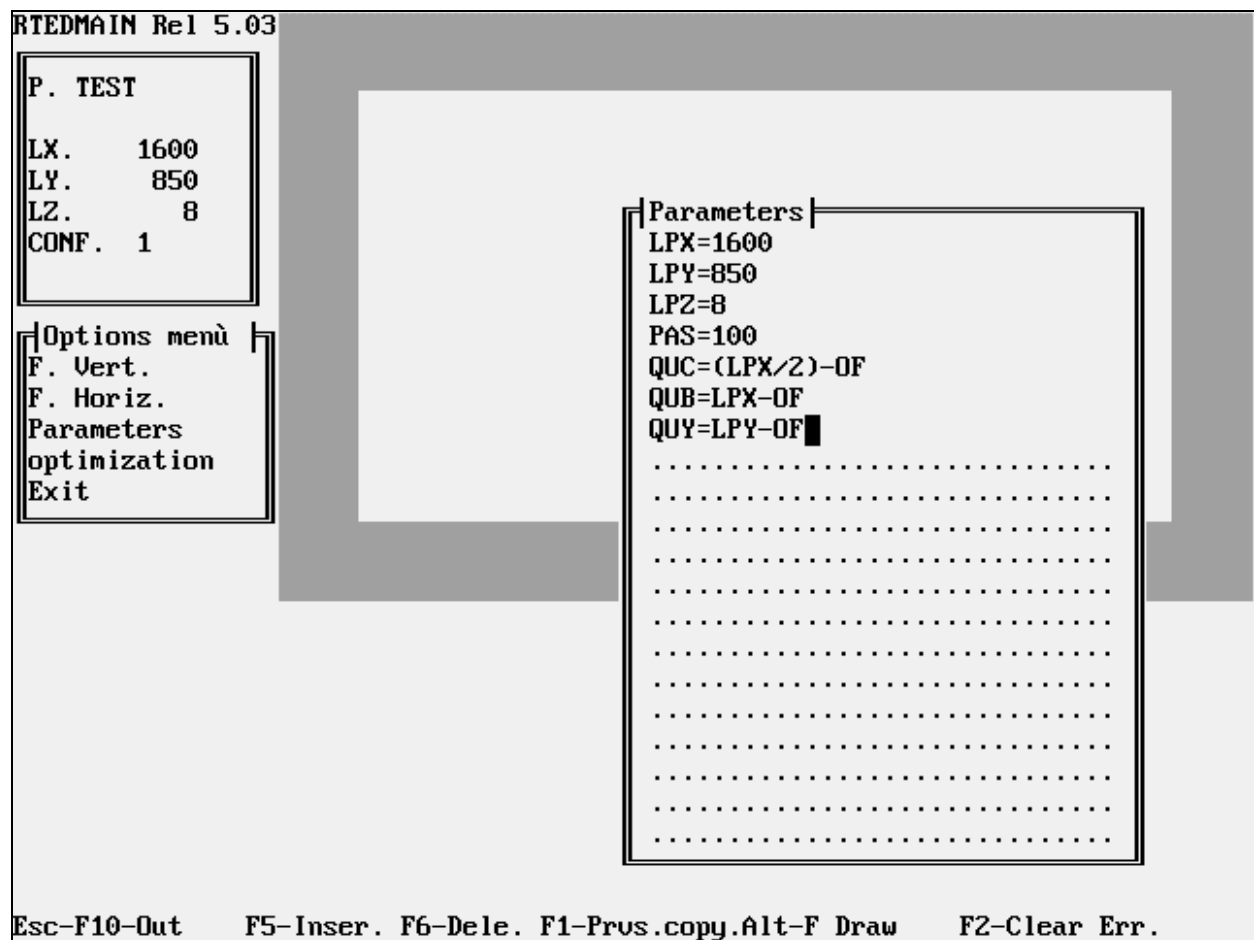 RTEDMAIN Rel 5.03
P. TEST
LX. 1600
LY. 850
LZ. 8
CONF. 1
Options menù
F. Vert.
F. Horiz.
Parameters
optimization
Exit
Parameters
LPX=1600
LPY=850
LPZ=8
PAS=100
QUC=(LPX/2)-OF
QUB=LPX-OF
QUY=LPY-OF
..............................
..............................
..............................
..............................
..............................
..............................
..............................
..............................
..............................
..............................
..............................
..............................
..............................
Esc-F10-Out F5-Inser. F6-Dele. F1-Prvs.copy.Alt-F Draw F2-Clear Err.